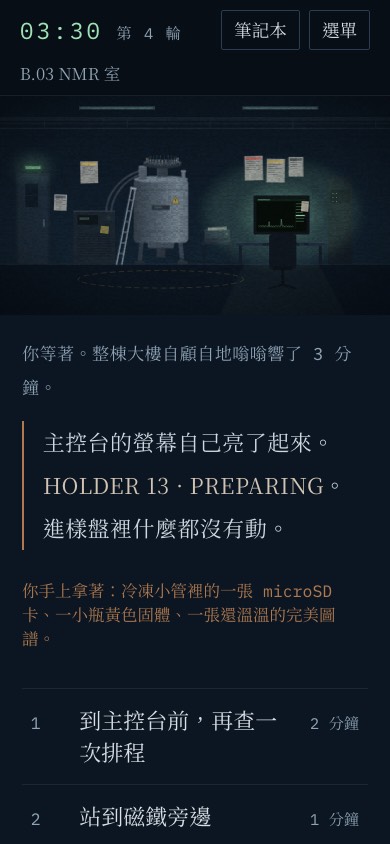 03:30 第 4 輪 筆記本 選單
B.03 NMR 室
你等著。整棟大樓自顧自地嗡嗡響了 3 分
鐘。
主控台的螢幕自己亮了起來。
HOLDER 13 · PREPARING。
進樣盤裡什麼都沒有動。
你手上拿著：冷凍小管裡的一張 microSD
卡、一小瓶黃色固體、一張還溫溫的完美圖
譜。
1 到主控台前，再查一 2 分鐘
次排程
2 站到磁鐵旁邊 1 分鐘